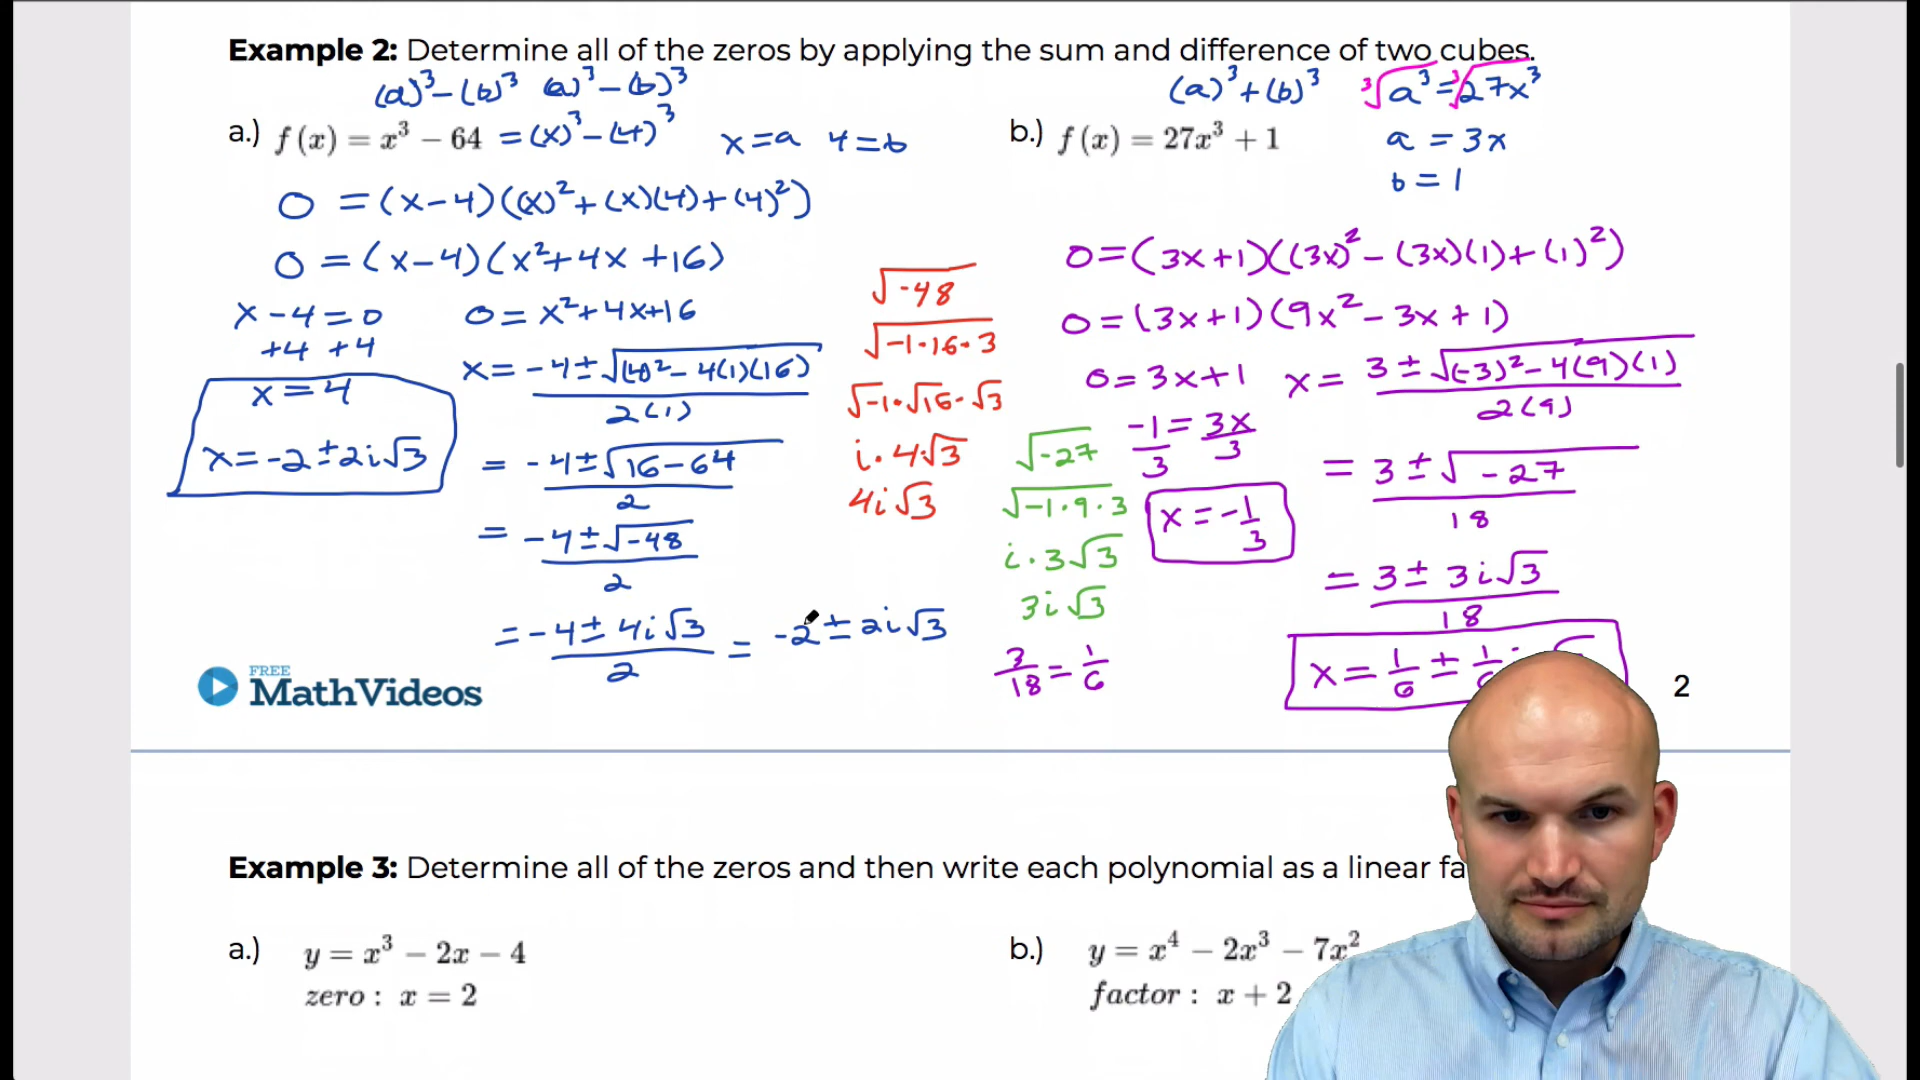 Example 2: Determine all of the zeros by applying the sum and difference of two cubes.
(a)³ - (b)³ (a)³ - (b)³
a.) f(x) = x³ − 64 = (x)³ - (4)³ x = a 4 = b
0 = (x-4)((x)² + (x)(4) + (4)²)
0 = (x-4)(x² + 4x + 16)
x - 4 = 0
+4 +4
x = 4
x = -2 ± 2i√3
0 = x² + 4x + 16
x = -4 ± √(4)² - 4(1)(16)
2(1)
= -4 ± √16 - 64
2
= -4 ± √-48
2
= -4 ± 4i√3 = -2 ± 2i√3
2
√-48
√-1·16·3
√-1·√16·√3
i·4√3
4i√3
(a)³ + (b)³ ³√a³ = ³√27x³
b.) f(x) = 27x³ + 1 a = 3x
b = 1
0 = (3x+1)((3x)² - (3x)(1) + (1)²)
0 = (3x+1)(9x² - 3x + 1)
0 = 3x + 1
-1 = 3x
3 3
x = -1
3
√-27
√-1·9·3
i·3√3
3i√3
3/18 = 1/6
x = 3 ± √(-3)² - 4(9)(1)
2(9)
= 3 ± √-27
18
= 3 ± 3i√3
18
x = 1/6 ± 1/
FREE
MathVideos
2
Example 3: Determine all of the zeros and then write each polynomial as a linear
a.) y = x³ − 2x − 4
zero : x = 2
b.) y = x⁴ − 2x³ − 7x²
factor : x + 2